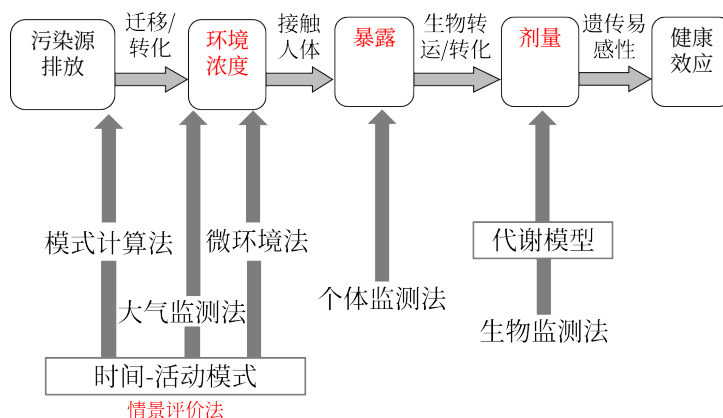 污染源
排放
迁移/
转化
环境
浓度
接触
人体
暴露
生物转
运/转化
剂量
遗传易
感性
健康
效应
模式计算法
微环境法
代谢模型
大气监测法
个体监测法
生物监测法
时间-活动模式
情景评价法